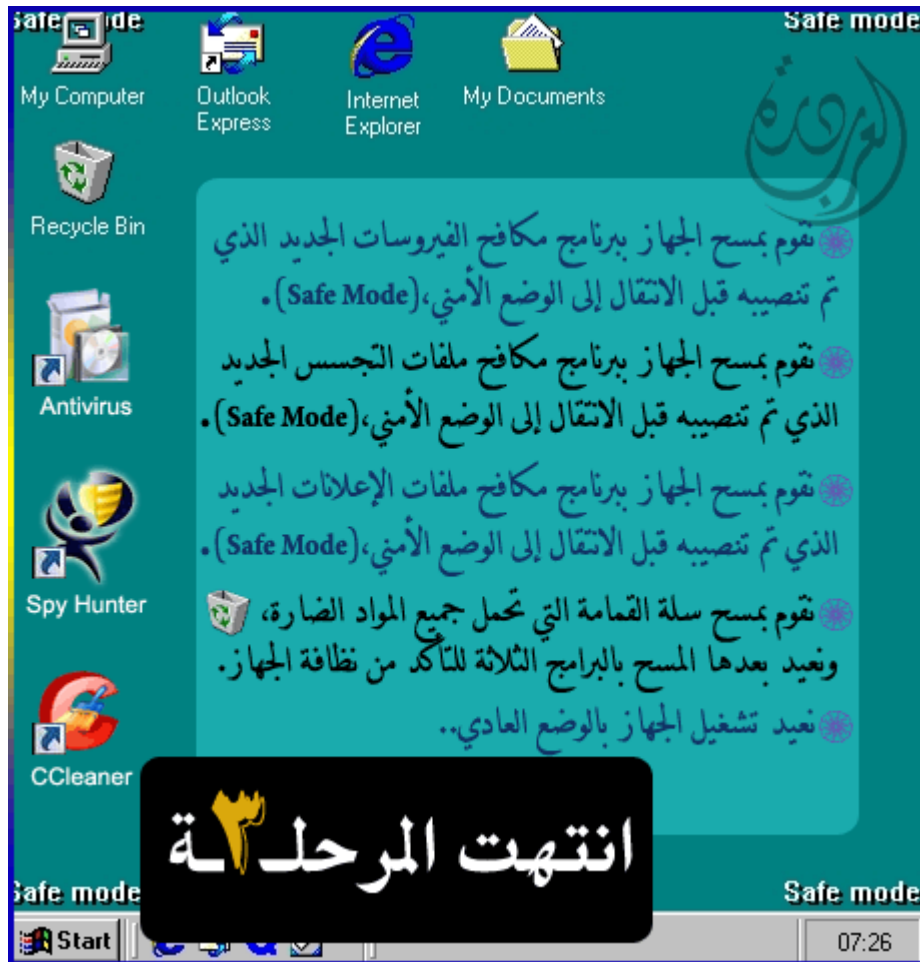 Safe mode
Safe mode
My Computer
Outlook
Express
Internet
Explorer
My Documents
العربدرة
Recycle Bin
نقوم بمسح الجهاز ببرنامج مكافح الفيروسات الجديد الذي
تم تنصيبه قبل الانتقال إلى الوضع الأمني،(Safe Mode).
Antivirus
نقوم بمسح الجهاز ببرنامج مكافح ملفات التجسس الجديد
الذي تم تنصيبه قبل الانتقال إلى الوضع الأمني،(Safe Mode).
نقوم بمسح الجهاز ببرنامج مكافح ملفات الإعلانات الجديد
الذي تم تنصيبه قبل الانتقال إلى الوضع الأمني،(Safe Mode).
Spy Hunter
نقوم بمسح سلة القمامة التي تحمل جميع المواد الضارة،
ونعيد بعدها المسح بالبرامج الثلاثة للتأكد من نظافة الجهاز.
نعيد تشغيل الجهاز بالوضع العادي..
CCleaner
انتهت المرحلـ٣ـة
Safe mode
Safe mode
Start
07:26